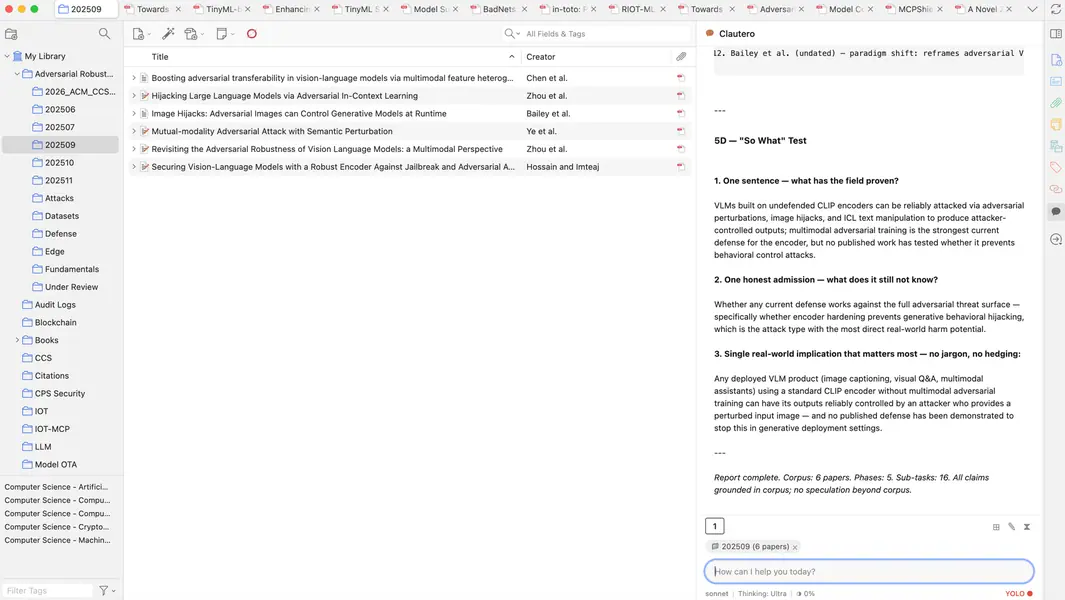 202509
Towards
TinyML-b
Enhancin
TinyML S
Model Su
BadNets
in-toto: F
RIOT-ML
Towards
Adversar
Model Cu
MCPShie
A Novel
All Fields & Tags
Clautero
Title
Creator
My Library
Adversarial Robust...
2026_ACM_CCS...
202506
202507
202509
202510
202511
Attacks
Datasets
Defense
Edge
Fundamentals
Under Review
Audit Logs
Blockchain
Books
CCS
Citations
CPS Security
IOT
IOT-MCP
LLM
Model OTA
Computer Science - Artifici...
Computer Science - Compu...
Computer Science - Compu...
Computer Science - Crypto...
Computer Science - Machin...
Filter Tags
Boosting adversarial transferability in vision-language models via multimodal feature heterog...
Chen et al.
Hijacking Large Language Models via Adversarial In-Context Learning
Zhou et al.
Image Hijacks: Adversarial Images can Control Generative Models at Runtime
Bailey et al.
Mutual-modality Adversarial Attack with Semantic Perturbation
Ye et al.
Revisiting the Adversarial Robustness of Vision Language Models: a Multimodal Perspective
Zhou et al.
Securing Vision-Language Models with a Robust Encoder Against Jailbreak and Adversarial A...
Hossain and Imteaj
12. Bailey et al. (undated) — paradigm shift: reframes adversarial V
---
5D — "So What" Test
1. One sentence — what has the field proven?
VLMs built on undefended CLIP encoders can be reliably attacked via adversarial
perturbations, image hijacks, and ICL text manipulation to produce attacker-
controlled outputs; multimodal adversarial training is the strongest current
defense for the encoder, but no published work has tested whether it prevents
behavioral control attacks.
2. One honest admission — what does it still not know?
Whether any current defense works against the full adversarial threat surface —
specifically whether encoder hardening prevents generative behavioral hijacking,
which is the attack type with the most direct real-world harm potential.
3. Single real-world implication that matters most — no jargon, no hedging:
Any deployed VLM product (image captioning, visual Q&A, multimodal
assistants) using a standard CLIP encoder without multimodal adversarial
training can have its outputs reliably controlled by an attacker who provides a
perturbed input image — and no published defense has been demonstrated to
stop this in generative deployment settings.
---
Report complete. Corpus: 6 papers. Phases: 5. Sub-tasks: 16. All claims
grounded in corpus; no speculation beyond corpus.
1
202509 (6 papers)
How can I help you today?
sonnet
Thinking: Ultra
0%
YOLO